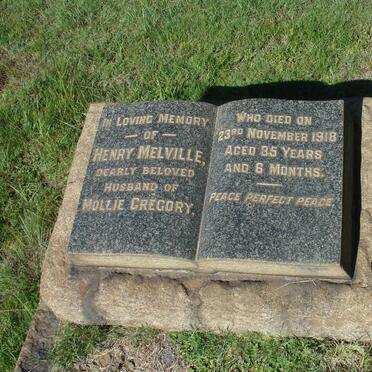 IN LOVING MEMORY
— OF —
HENRY MELVILLE,
DEARLY BELOVED
HUSBAND OF
MOLLIE GREGORY,
WHO DIED ON
23RD NOVEMBER 1918
AGED 35 YEARS
AND 6 MONTHS.
PEACE PERFECT PEACE.